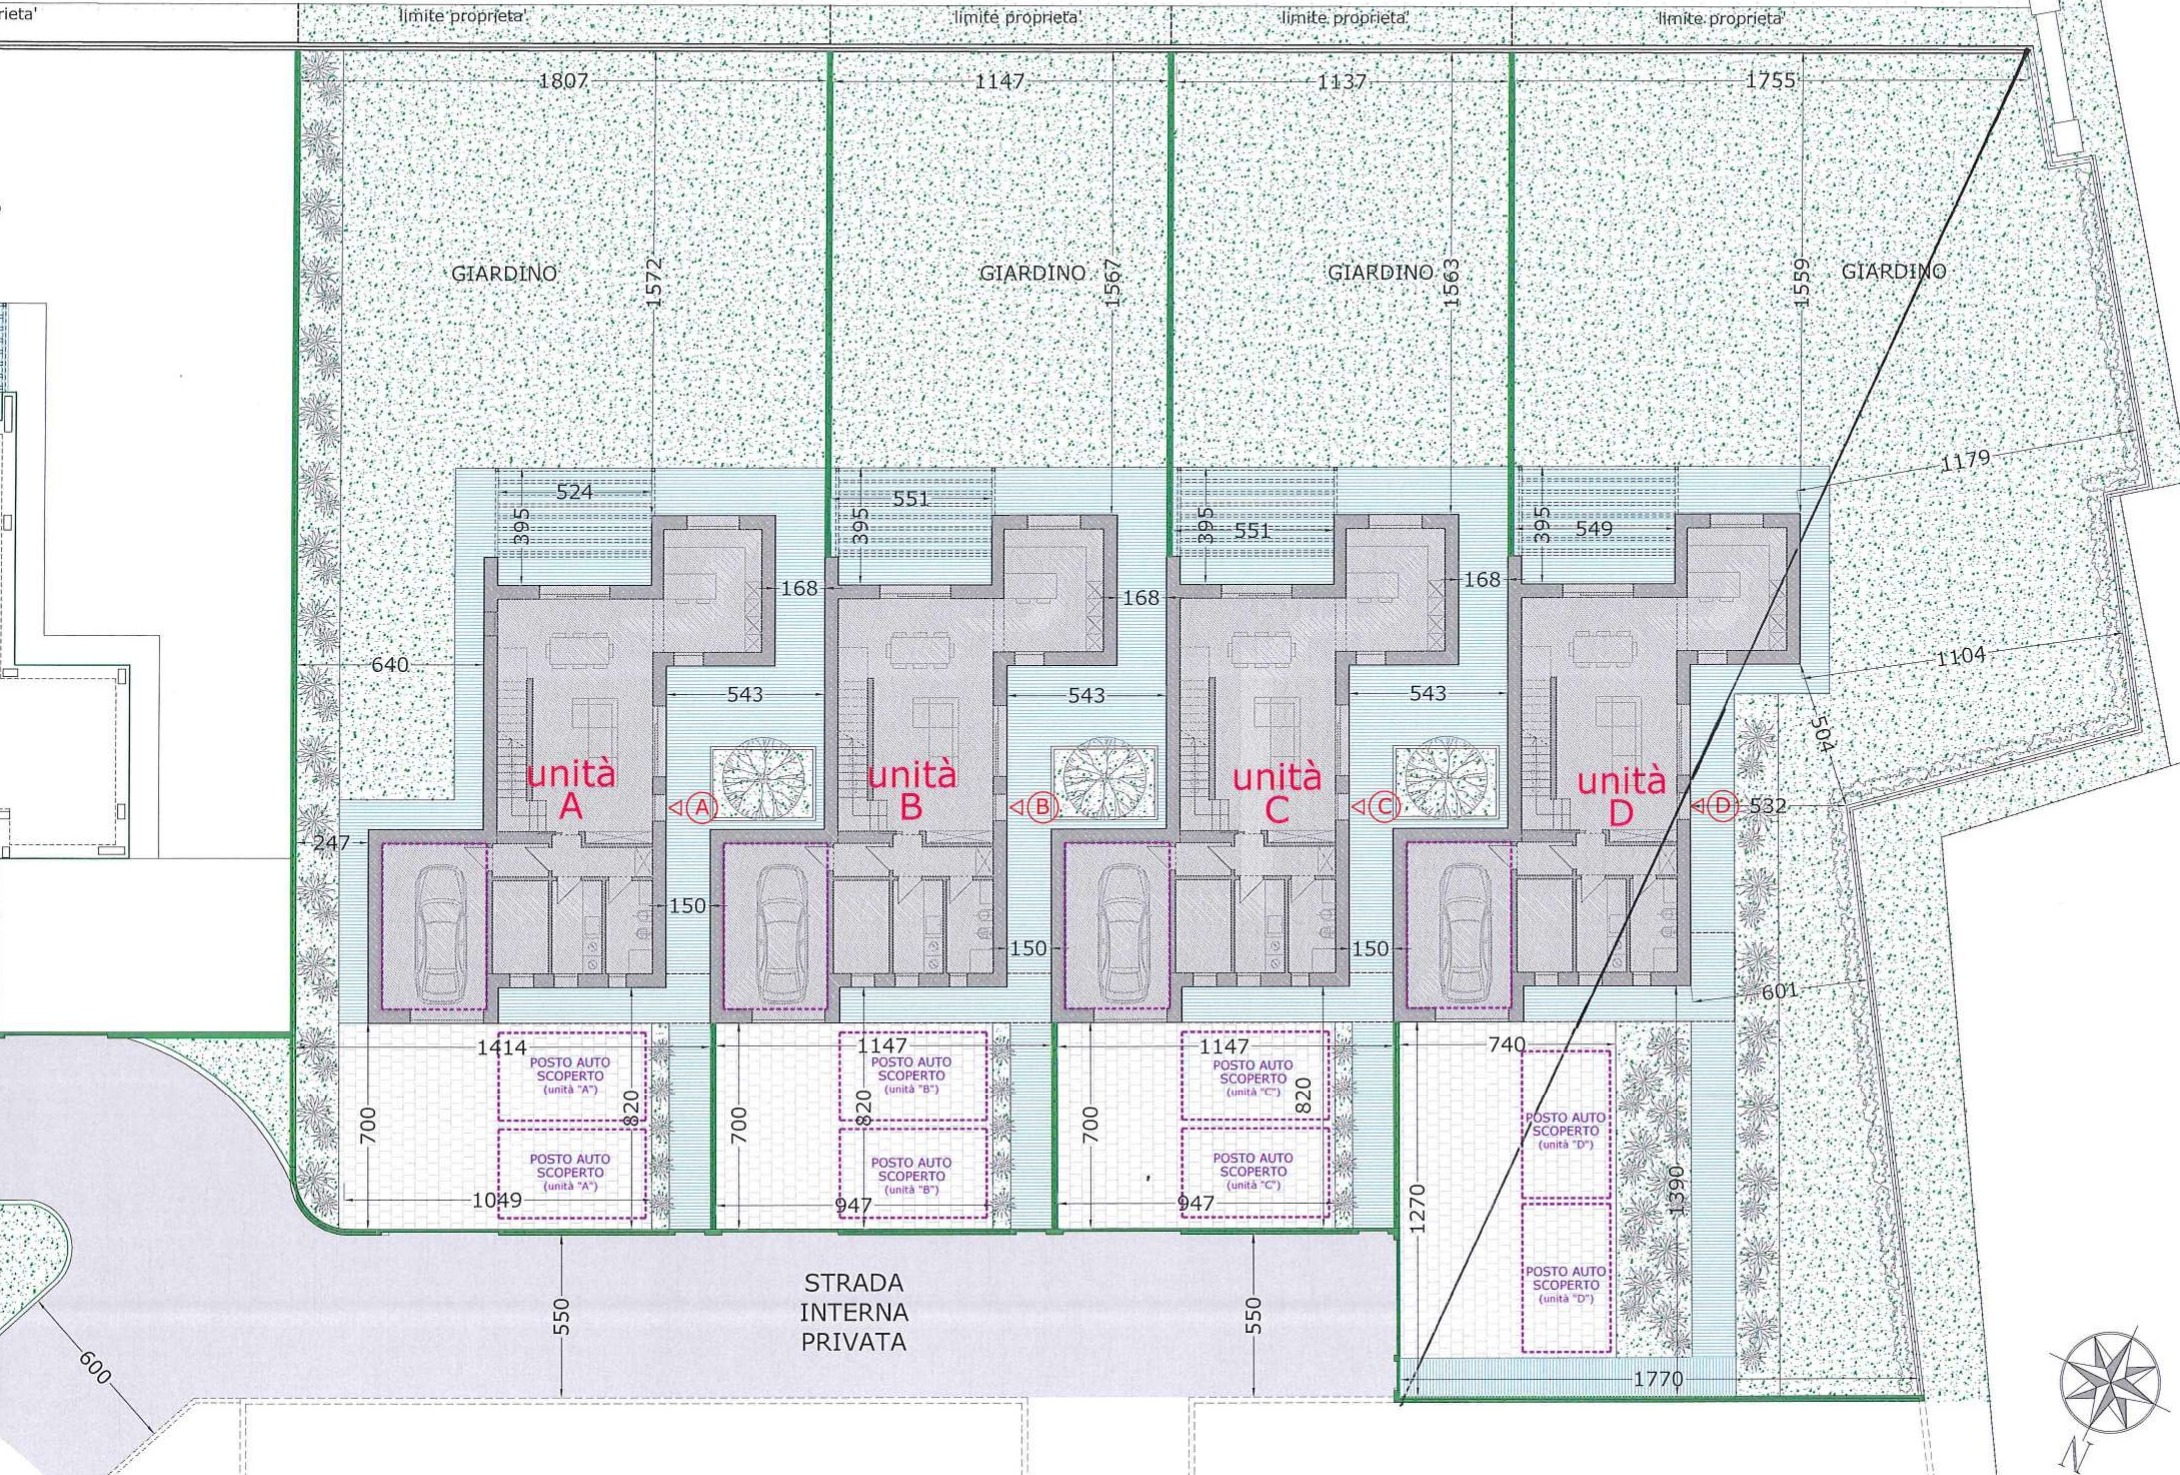 rieta'
limite proprieta'
limite proprieta'
limite proprieta'
limite proprieta'
1807
1147
1137
1755
GIARDINO
1572
GIARDINO
1567
GIARDINO
1563
1559
GIARDINO
1179
524
395
551
395
551
395
549
395
168
168
168
640
543
543
543
1104
504
unità
A
unità
B
unità
C
unità
D
A
B
C
D
532
247
150
150
150
601
1414
1147
1147
740
POSTO AUTO
SCOPERTO
(unità "A")
POSTO AUTO
SCOPERTO
(unità "B")
POSTO AUTO
SCOPERTO
(unità "C")
POSTO AUTO
SCOPERTO
(unità "D")
700
820
700
820
700
820
1270
1390
POSTO AUTO
SCOPERTO
(unità "A")
POSTO AUTO
SCOPERTO
(unità "B")
POSTO AUTO
SCOPERTO
(unità "C")
POSTO AUTO
SCOPERTO
(unità "D")
1049
947
947
STRADA
INTERNA
PRIVATA
550
550
600
1770
N